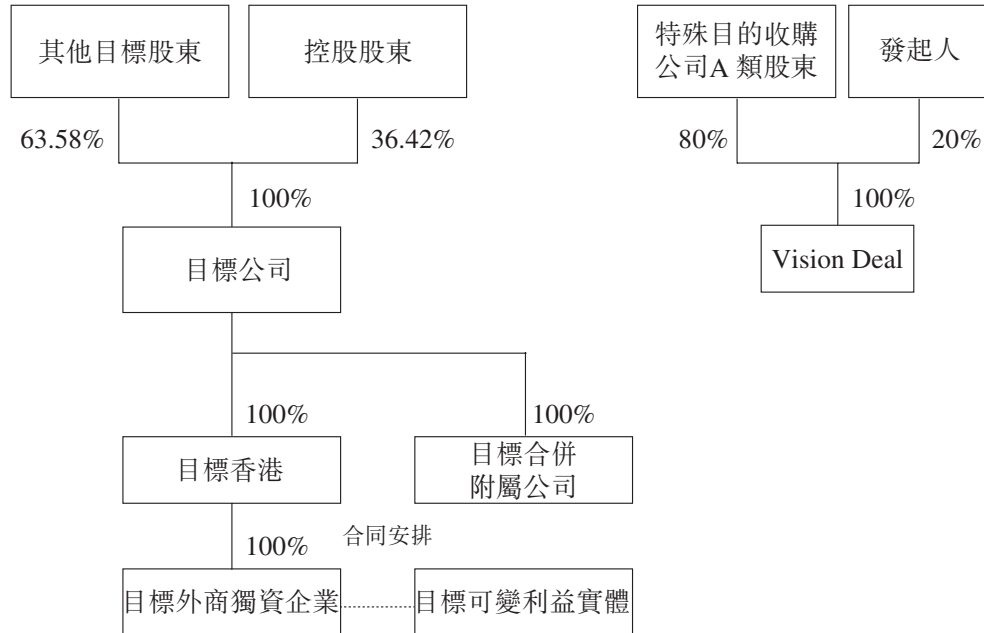 其他目標股東
控股股東
特殊目的收購
公司A 類股東
發起人
63.58%
36.42%
80%
20%
100%
100%
目標公司
Vision Deal
100%
100%
目標香港
目標合併
附屬公司
100%
合同安排
目標外商獨資企業
目標可變利益實體